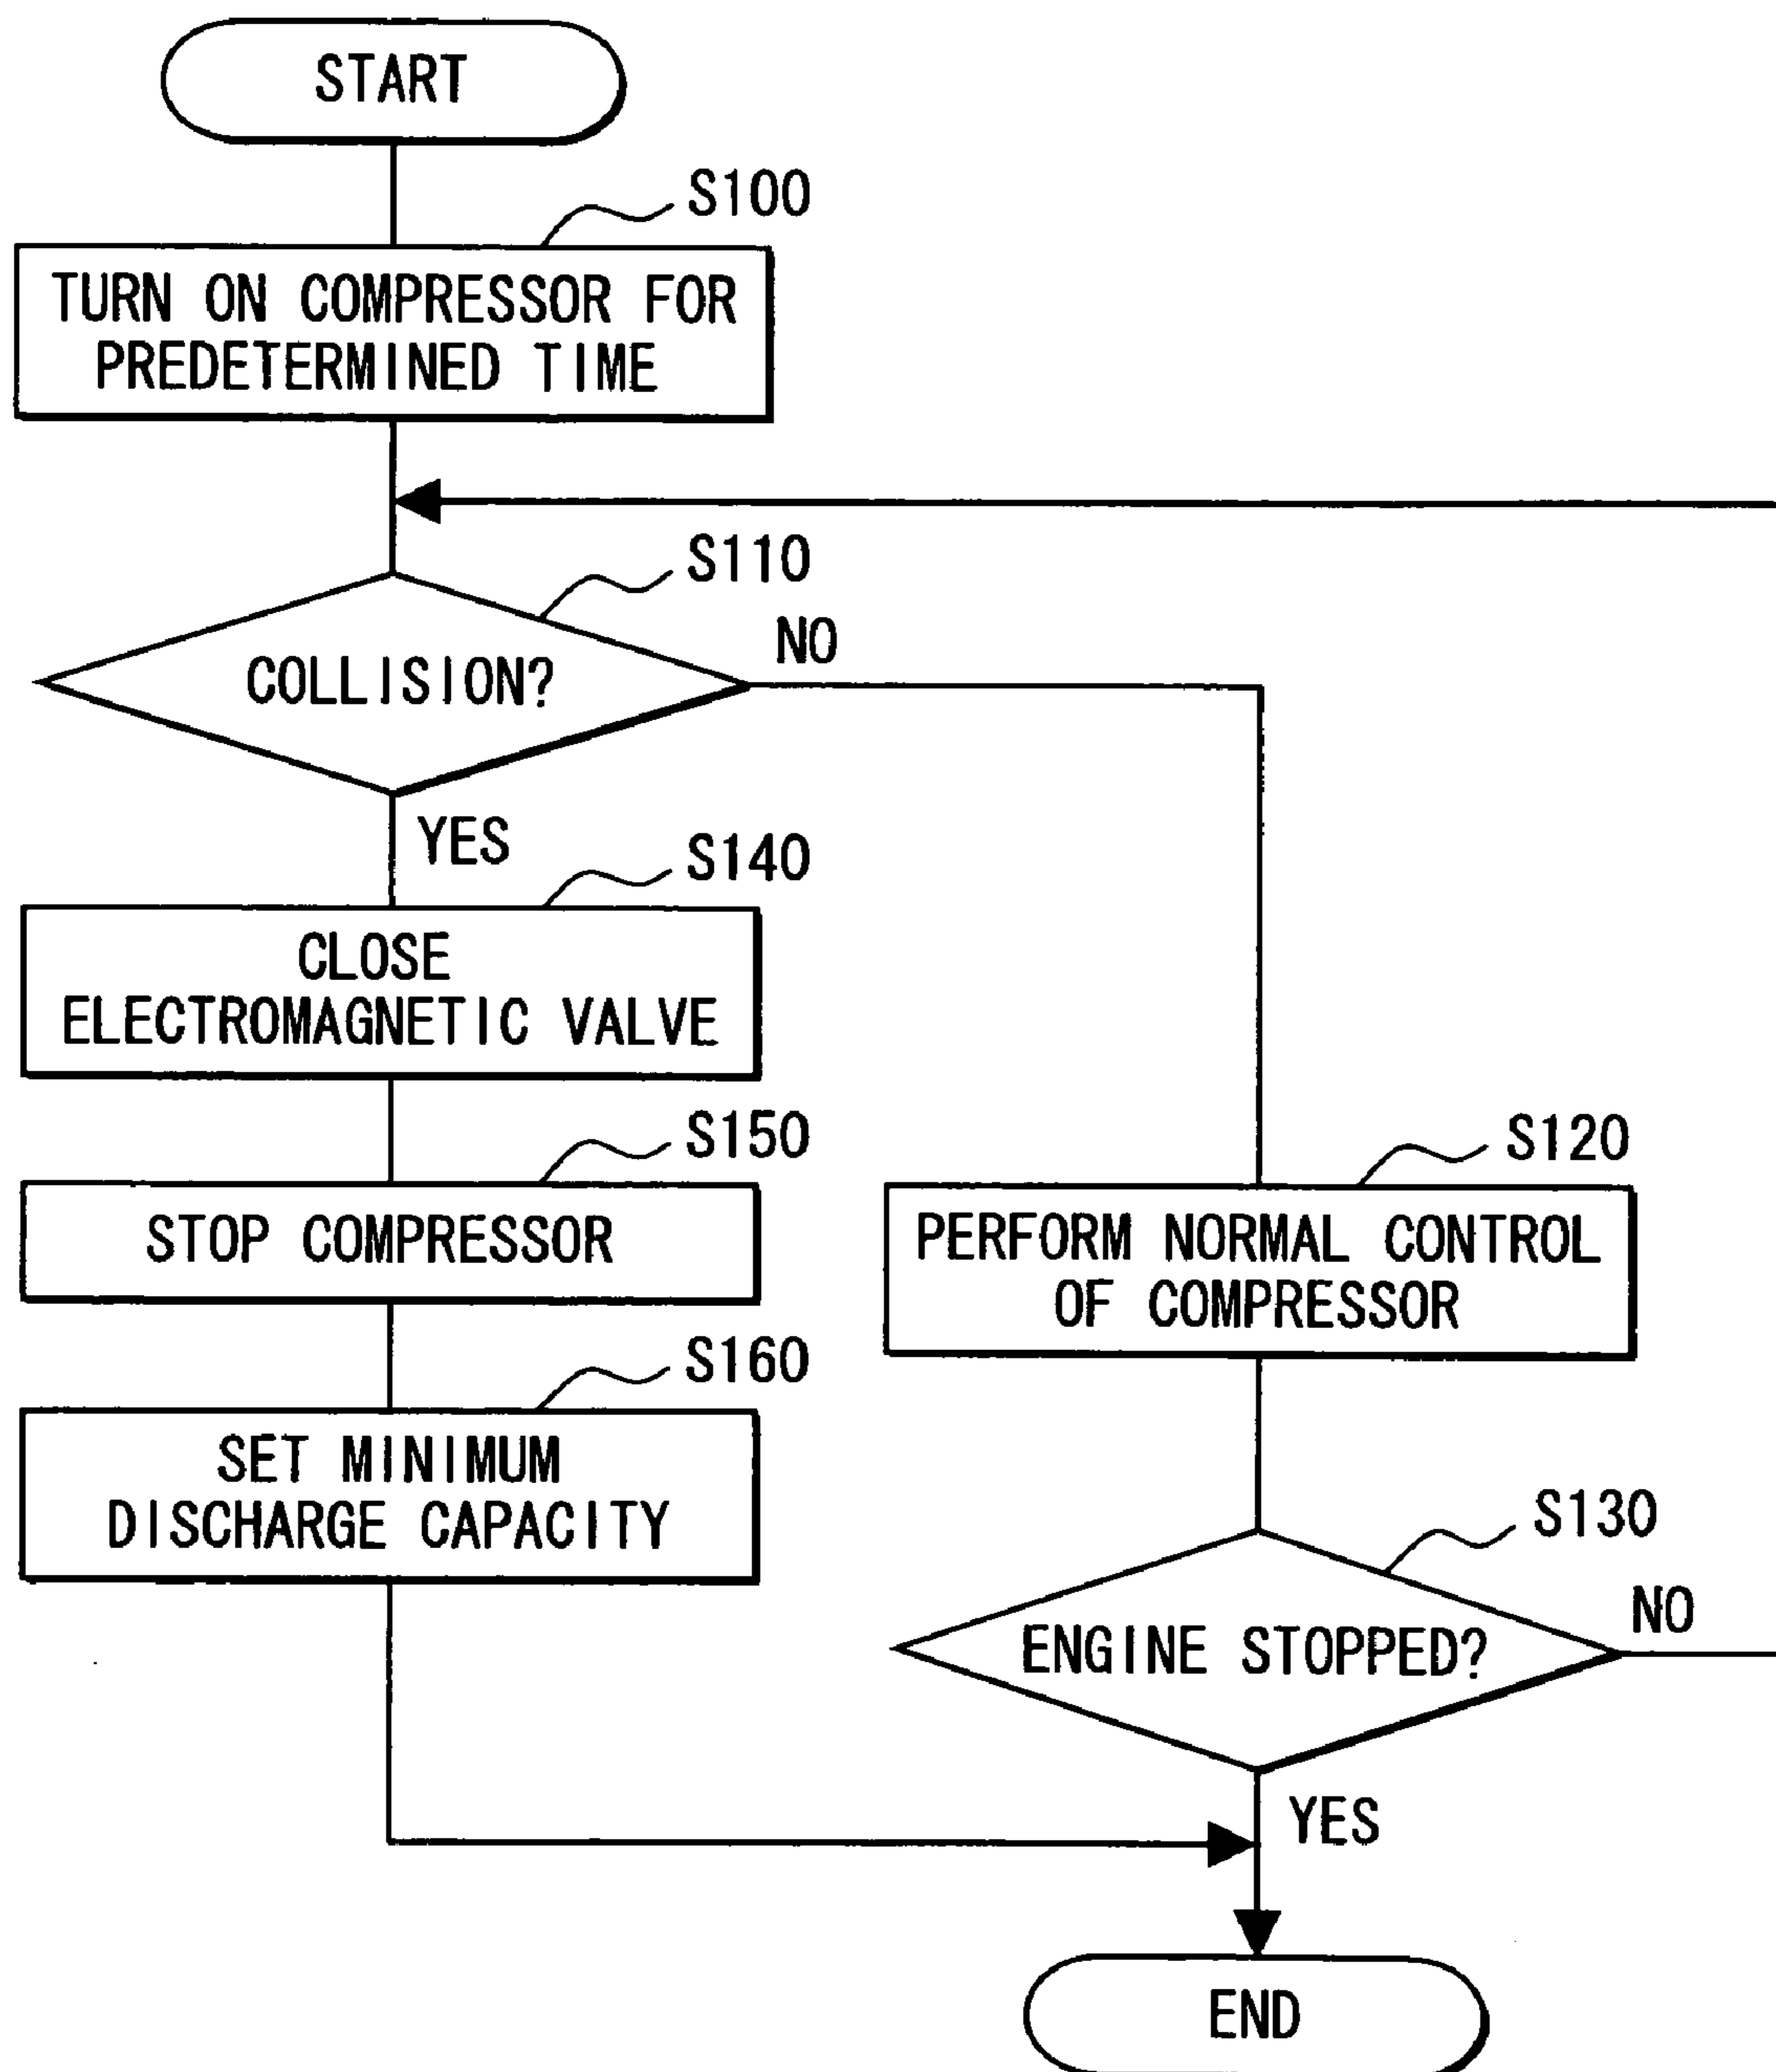 START
S100
TURN ON COMPRESSOR FOR
PREDETERMINED TIME
S110
COLLISION?
NO
YES
S140
CLOSE
ELECTROMAGNETIC VALVE
S150
STOP COMPRESSOR
S160
SET MINIMUM
DISCHARGE CAPACITY
S120
PERFORM NORMAL CONTROL
OF COMPRESSOR
S130
ENGINE STOPPED?
NO
YES
END